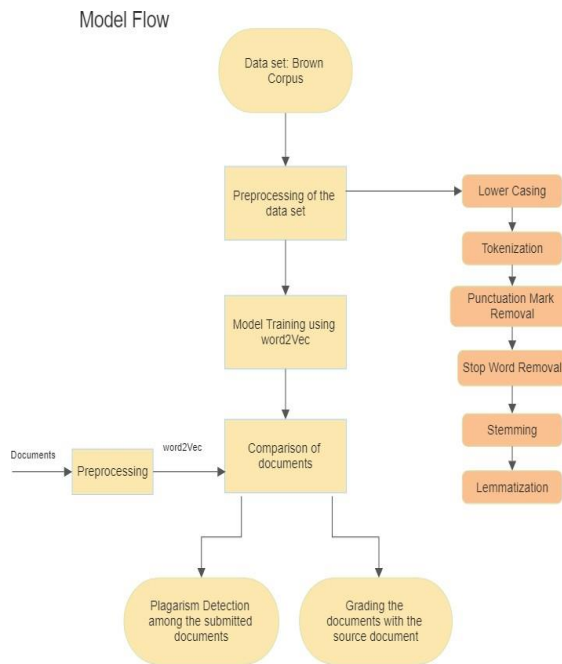 Model Flow
Data set: Brown
Corpus
Preprocessing of the
data set
Lower Casing
Tokenization
Punctuation Mark
Removal
Model Training using
word2Vec
Stop Word Removal
Stemming
Documents
word2Vec
Preprocessing
Comparison of
documents
Lemmatization
Plagarism Detection
among the submitted
documents
Grading the
documents with the
source document